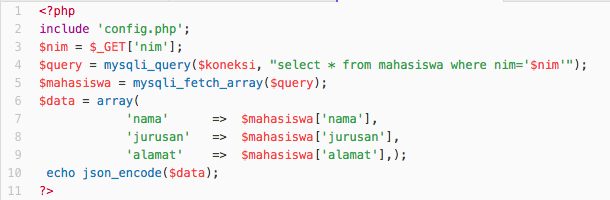 1 <?php
2 include 'config.php';
3 $nim = $_GET['nim'];
4 $query = mysqli_query($koneksi, "select * from mahasiswa where nim='$nim'");
5 $mahasiswa = mysqli_fetch_array($query);
6 $data = array(
7 'nama' => $mahasiswa['nama'],
8 'jurusan' => $mahasiswa['jurusan'],
9 'alamat' => $mahasiswa['alamat'],);
10 echo json_encode($data);
11 ?>